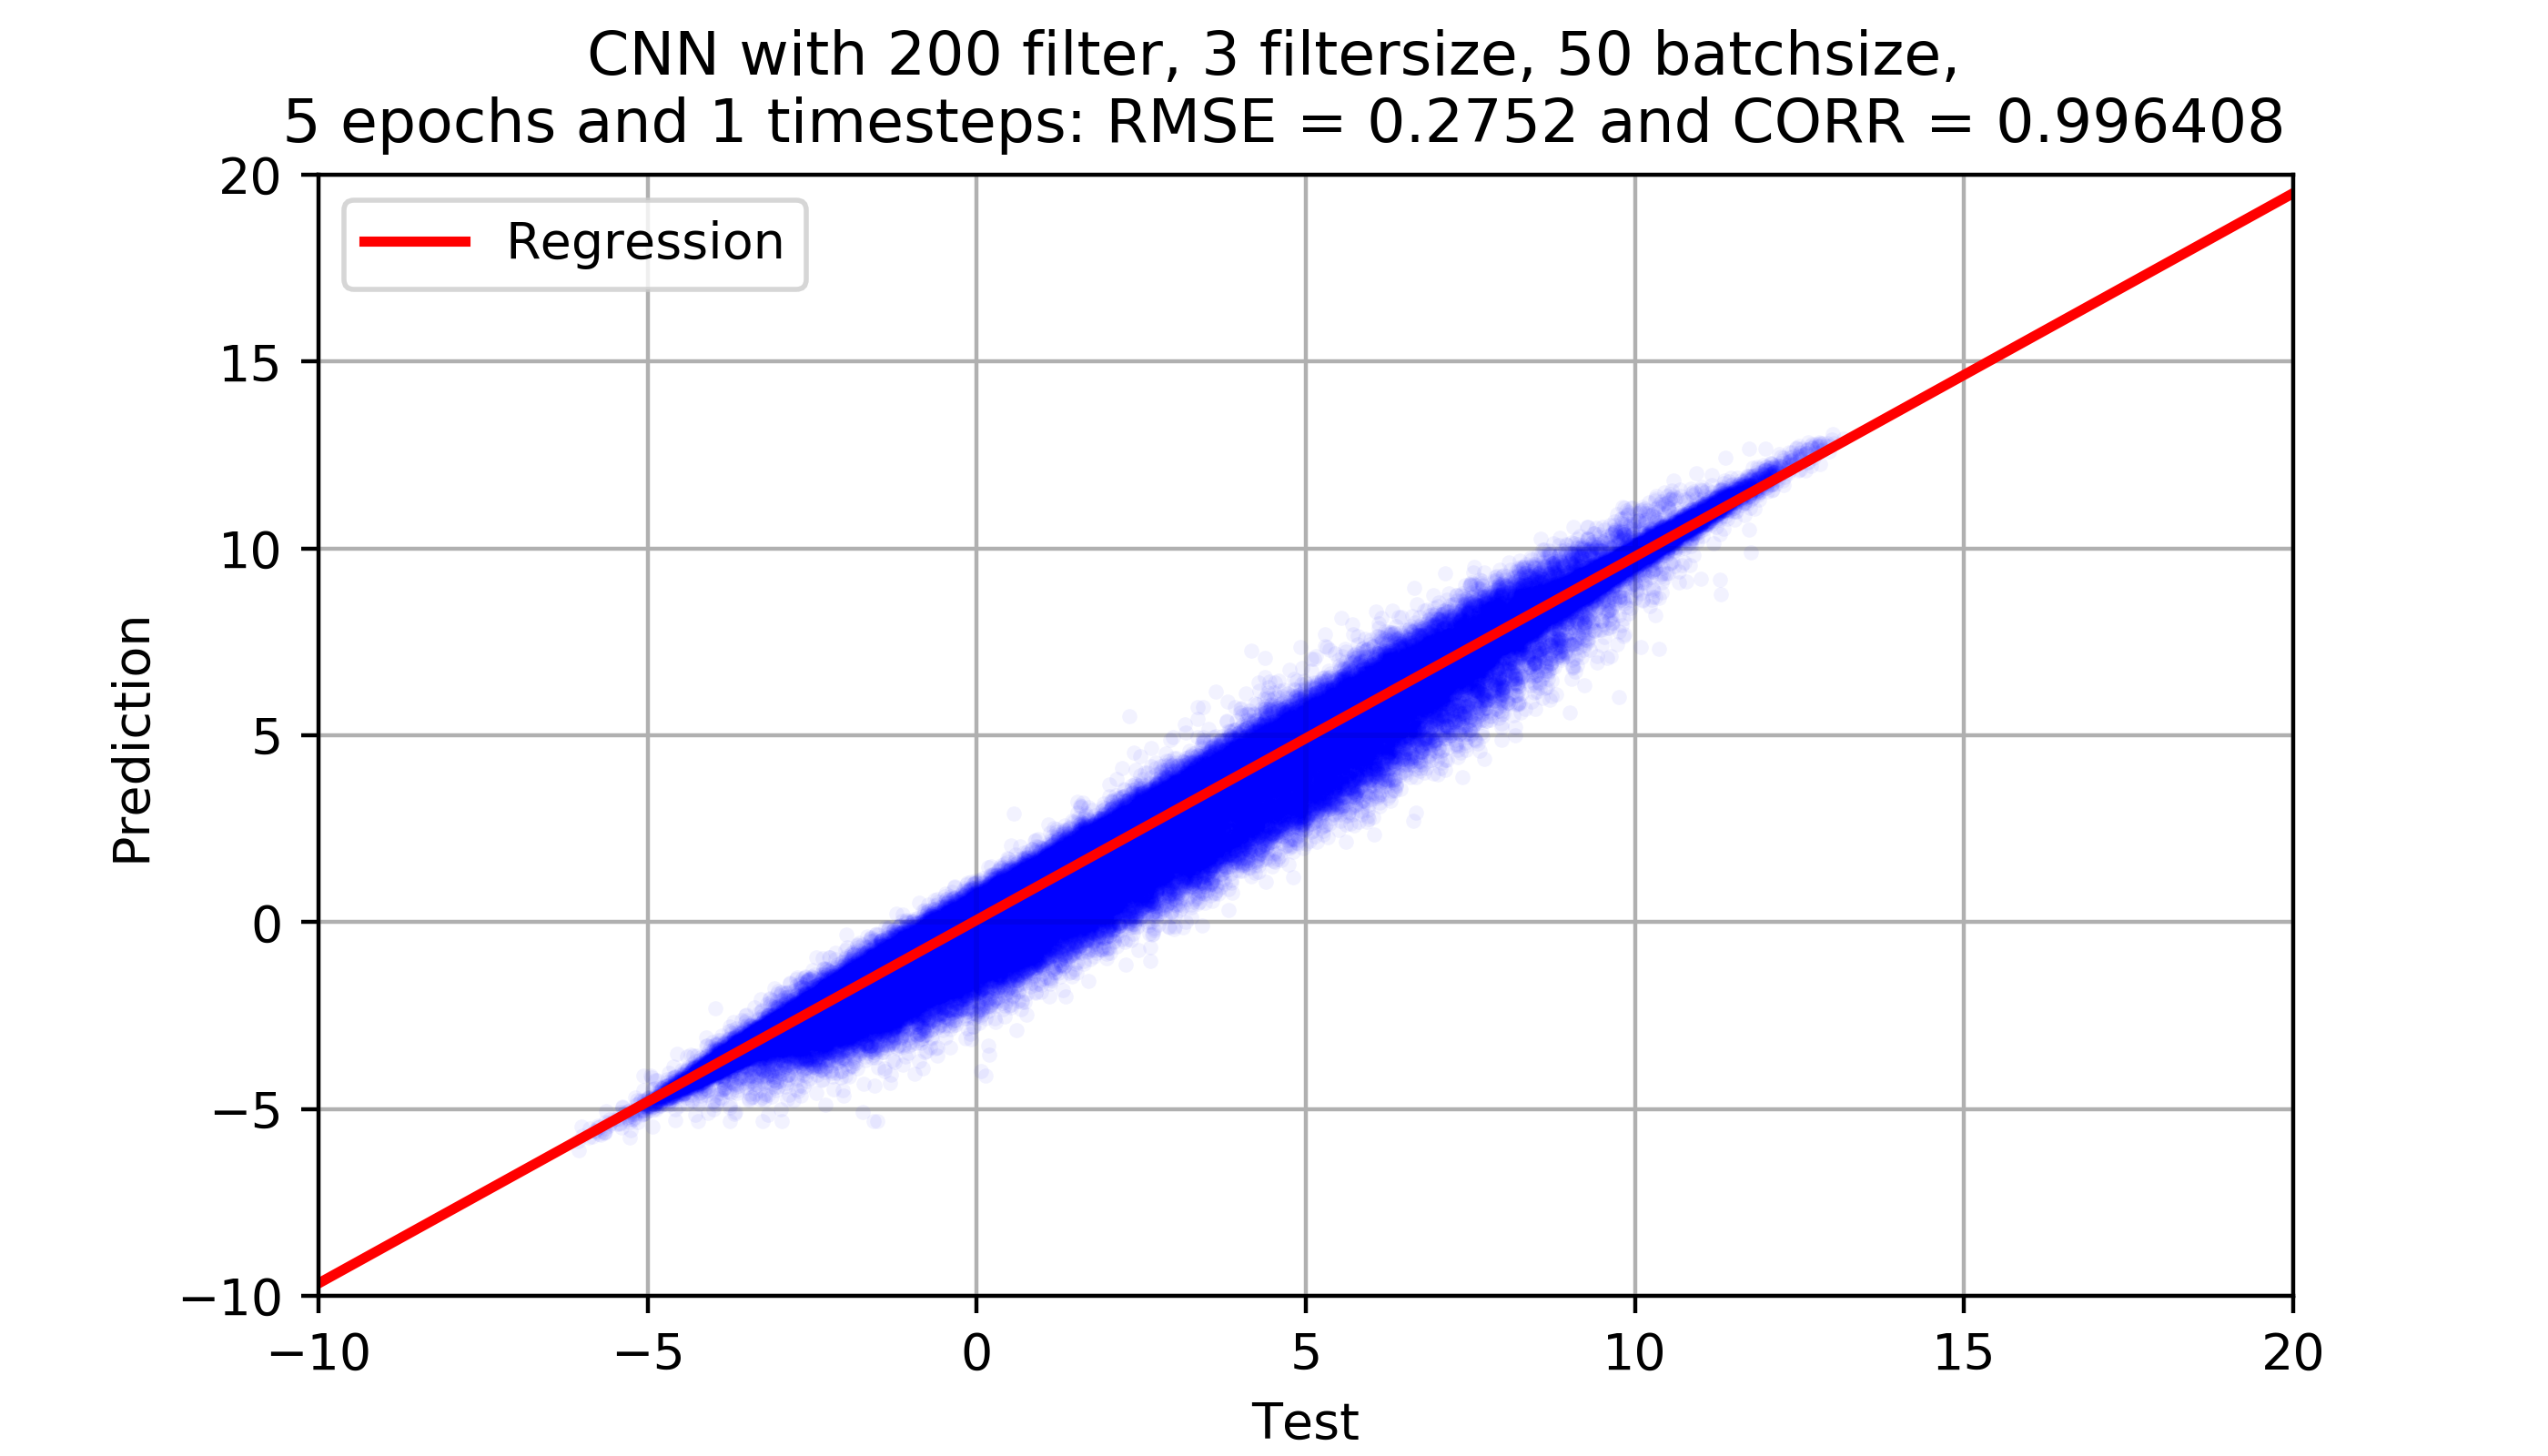 CNN with 200 filter, 3 filtersize, 50 batchsize,
5 epochs and 1 timesteps: RMSE = 0.2752 and CORR = 0.996408
20
Regression
15
10
5
0
−5
−10
Prediction
−10 −5 0 5 10 15 20
Test